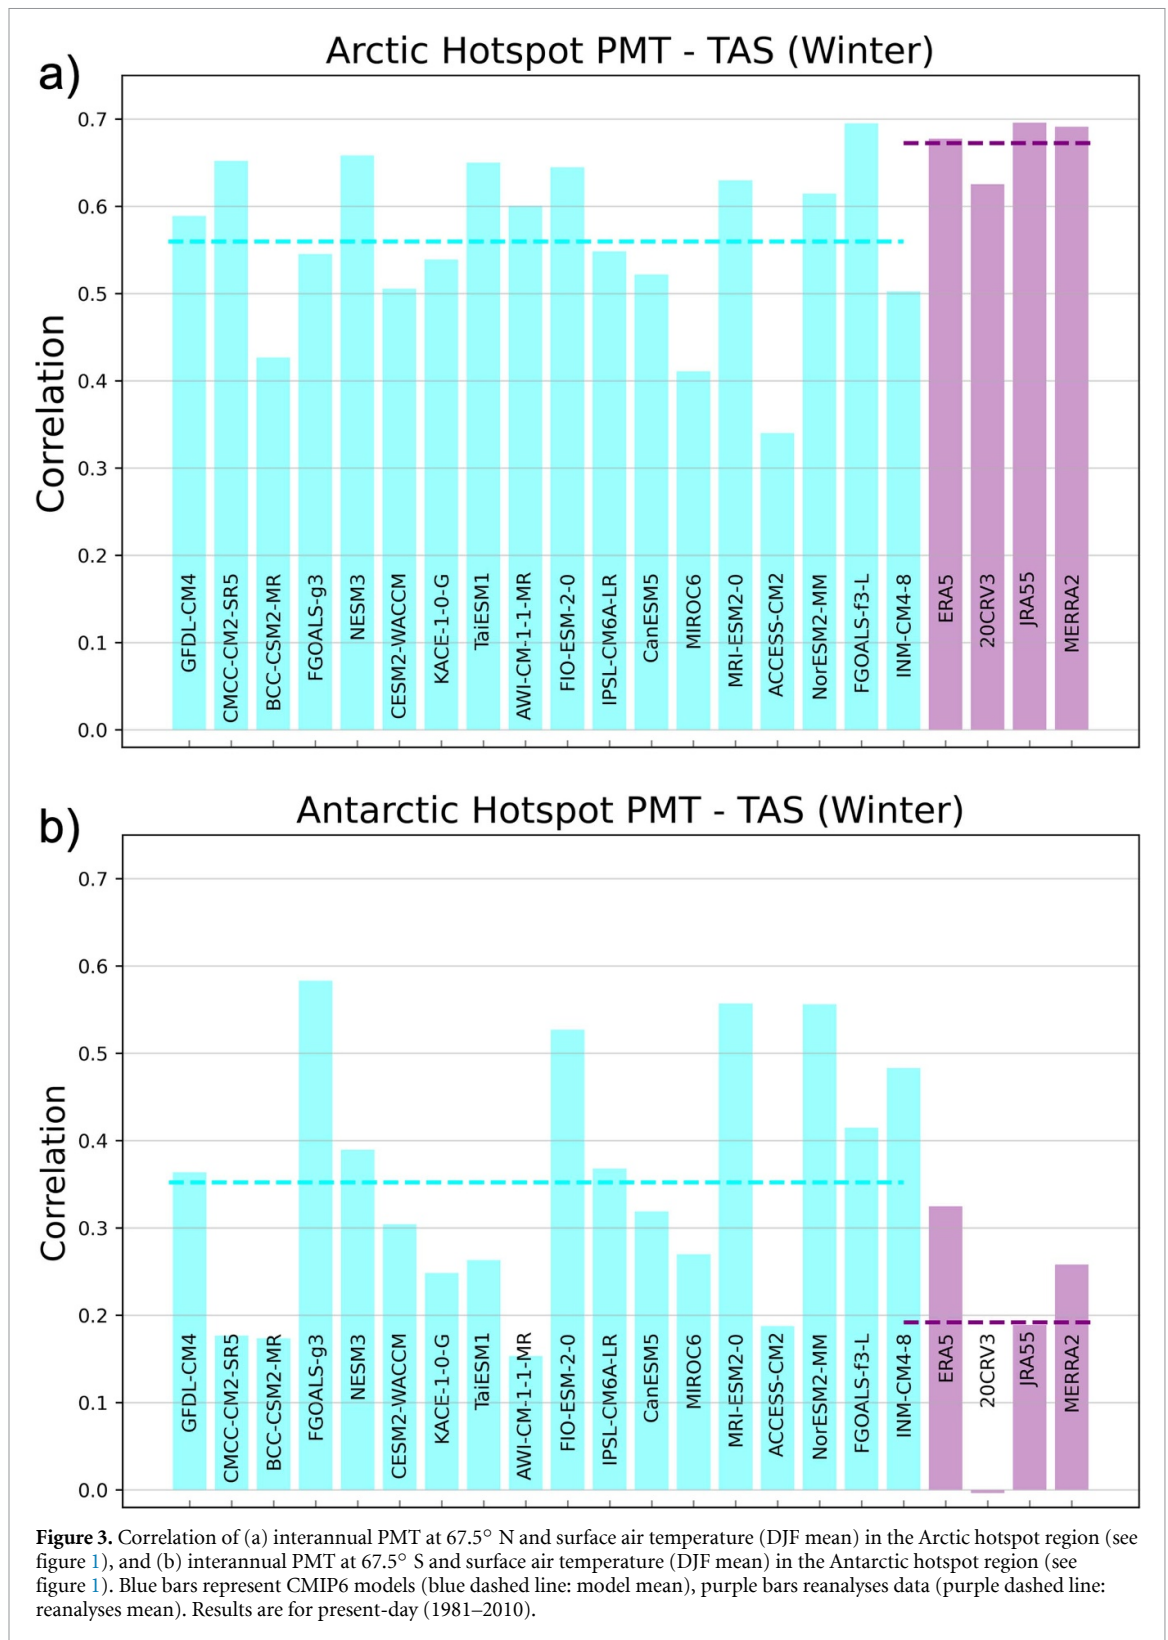 a)
Arctic Hotspot PMT - TAS (Winter)
Correlation
0.7
0.6
0.5
0.4
0.3
0.2
0.1
0.0
GFDL-CM4
CMCC-CM2-SR5
BCC-CSM2-MR
FGOALS-g3
NESM3
CESM2-WACCM
KACE-1-0-G
TaiESM1
AWI-CM-1-1-MR
FIO-ESM-2-0
IPSL-CM6A-LR
CanESM5
MIROC6
MRI-ESM2-0
ACCESS-CM2
NorESM2-MM
FGOALS-f3-L
INM-CM4-8
ERA5
20CRV3
JRA55
MERRA2
b)
Antarctic Hotspot PMT - TAS (Winter)
Correlation
0.7
0.6
0.5
0.4
0.3
0.2
0.1
0.0
GFDL-CM4
CMCC-CM2-SR5
BCC-CSM2-MR
FGOALS-g3
NESM3
CESM2-WACCM
KACE-1-0-G
TaiESM1
AWI-CM-1-1-MR
FIO-ESM-2-0
IPSL-CM6A-LR
CanESM5
MIROC6
MRI-ESM2-0
ACCESS-CM2
NorESM2-MM
FGOALS-f3-L
INM-CM4-8
ERA5
20CRV3
JRA55
MERRA2
Figure 3. Correlation of (a) interannual PMT at 67.5° N and surface air temperature (DJF mean) in the Arctic hotspot region (see
figure 1), and (b) interannual PMT at 67.5° S and surface air temperature (DJF mean) in the Antarctic hotspot region (see
figure 1). Blue bars represent CMIP6 models (blue dashed line: model mean), purple bars reanalyses data (purple dashed line:
reanalyses mean). Results are for present-day (1981–2010).